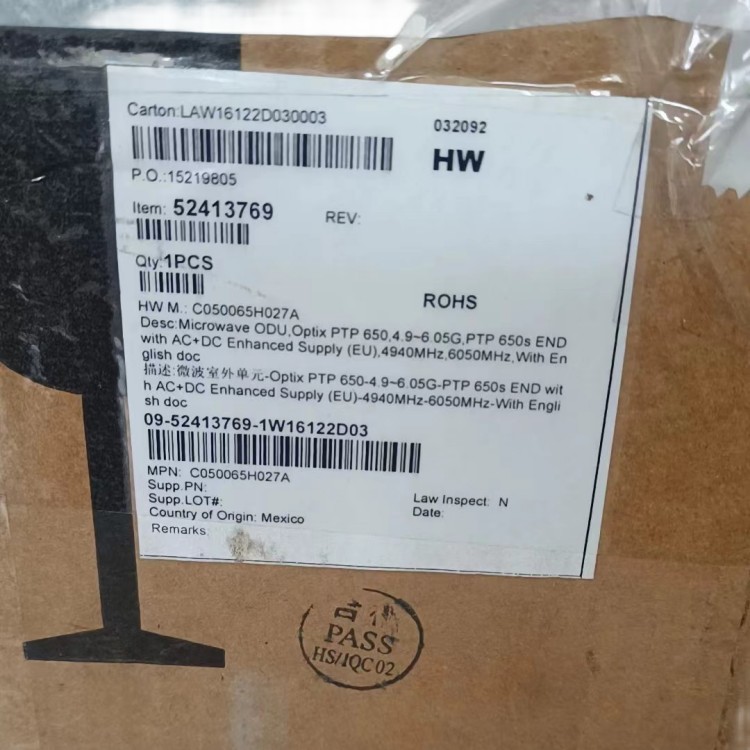 Carton:LAW16122D030003
032092
HW
P.O.:15219805
Item: 52413769
REV:
Qty:1PCS
ROHS
HW M.: C050065H027A
Desc:Microwave ODU,Optix PTP 650,4.9~6.05G,PTP 650s END
with AC+DC Enhanced Supply (EU),4940MHz,6050MHz,With En
glish doc
描述:微波室外单元-Optix PTP 650-4.9~6.05G-PTP 650s END wit
h AC+DC Enhanced Supply (EU)-4940MHz-6050MHz-With Engli
sh doc
09-52413769-1W16122D03
MPN: C050065H027A
Supp.PN:
Supp.LOT#:
Law Inspect: N
Country of Origin: Mexico
Date:
Remarks:
PASS
HS/IQC 02